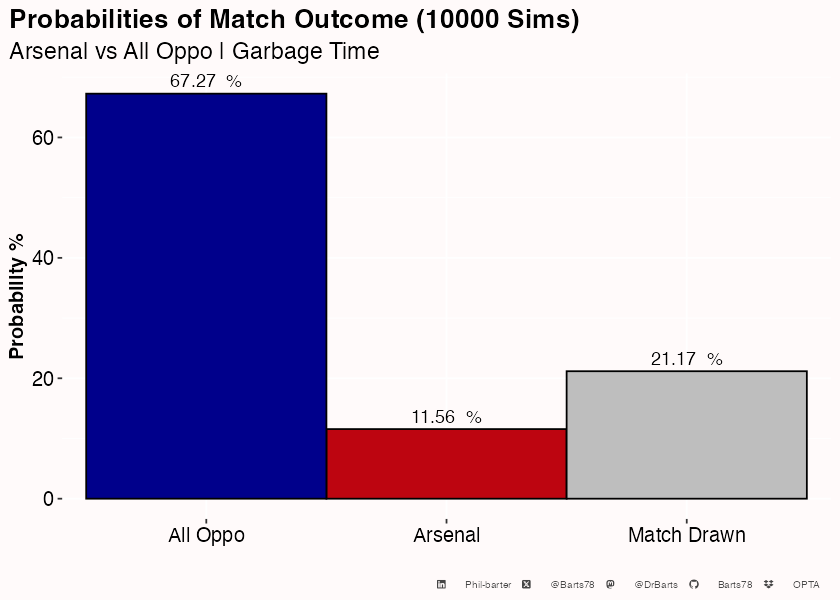 Probabilities of Match Outcome (10000 Sims)
Arsenal vs All Oppo | Garbage Time
67.27 %
60
Probability %
40
21.17 %
20
11.56 %
0
All Oppo Arsenal Match Drawn
Phil-barter @Barts78 @DrBarts Barts78 OPTA